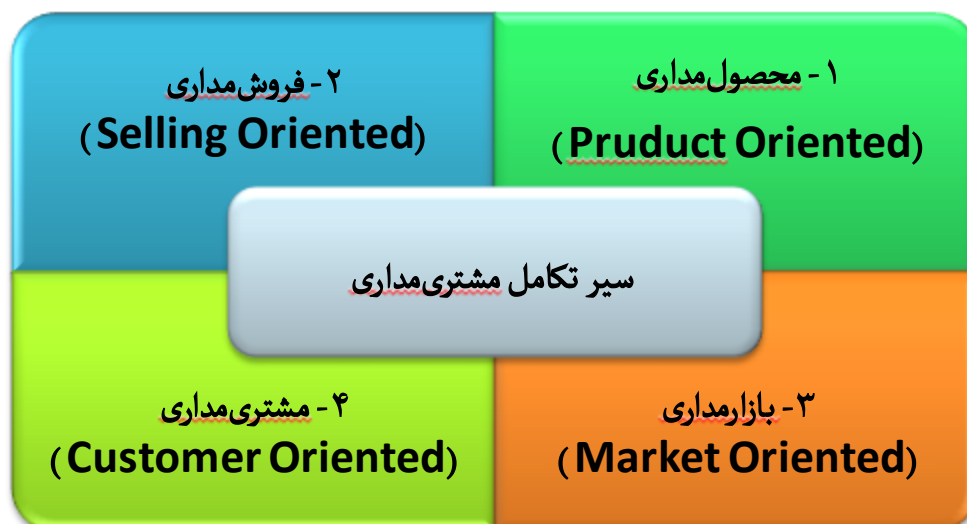 ۱- محصول‌مداری
(Pruduct Oriented)
۲- فروش‌مداری
(Selling Oriented)
سیر تکامل مشتری‌مداری
۳- بازارمداری
(Market Oriented)
۴- مشتری‌مداری
(Customer Oriented)